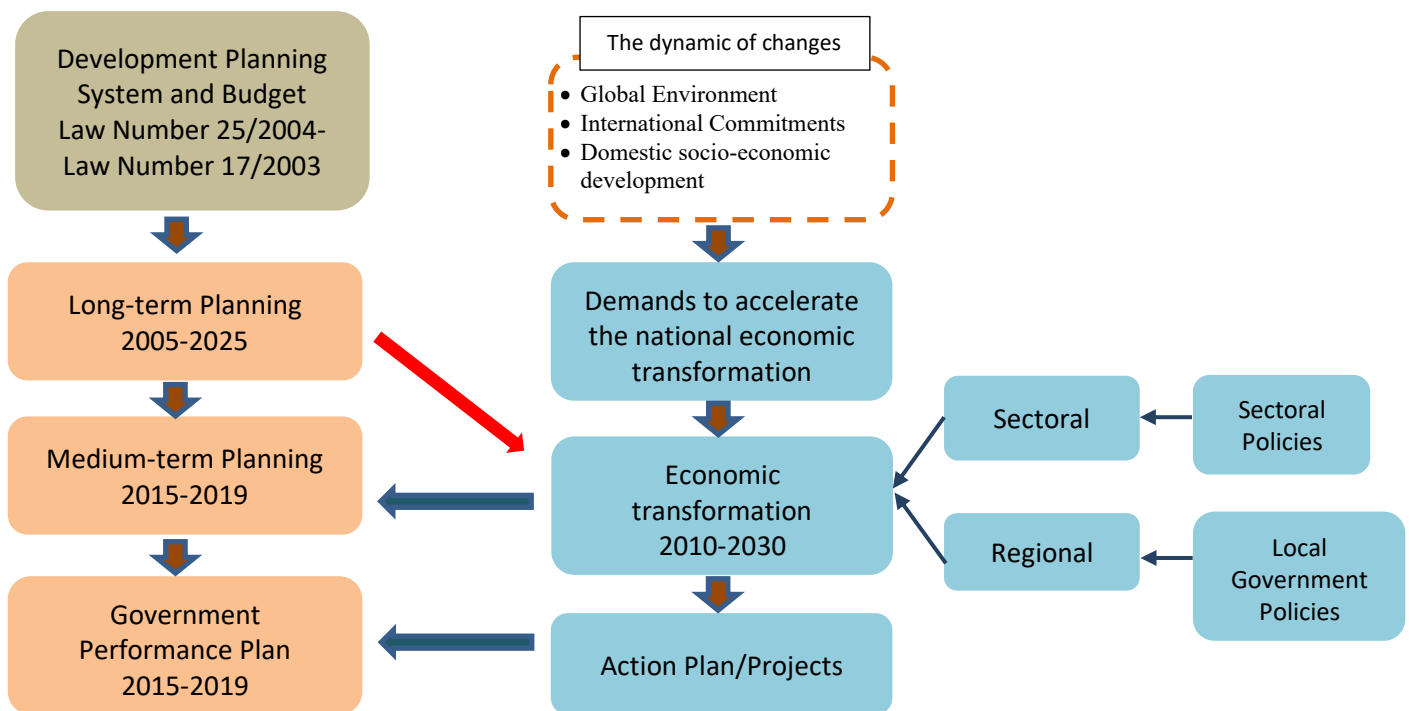 Development Planning
System and Budget
Law Number 25/2004-
Law Number 17/2003
The dynamic of changes
• Global Environment
• International Commitments
• Domestic socio-economic
development
Long-term Planning
2005-2025
Demands to accelerate
the national economic
transformation
Medium-term Planning
2015-2019
Economic
transformation
2010-2030
Sectoral
Sectoral
Policies
Regional
Local
Government
Policies
Government
Performance Plan
2015-2019
Action Plan/Projects